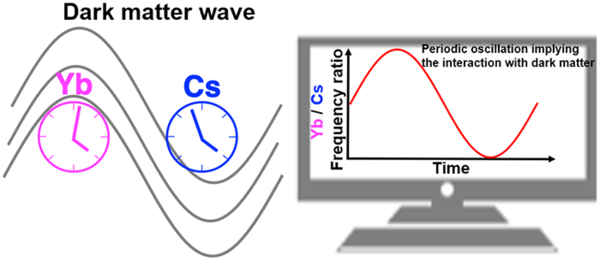 Dark matter wave
Yb
Cs
Yb / Cs
Frequency ratio
Periodic oscillation implying
the interaction with dark matter
Time